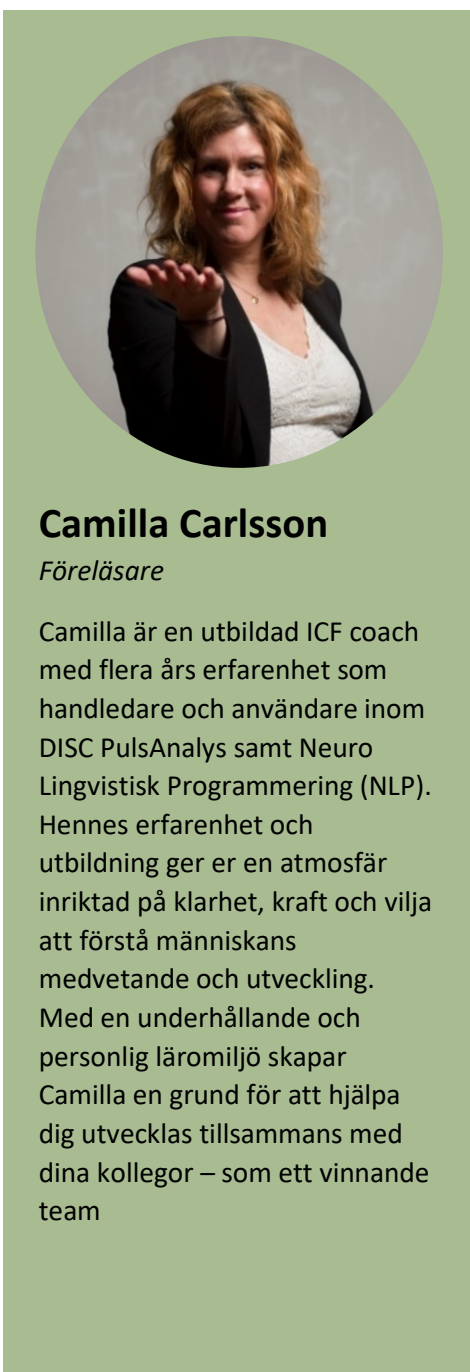 Camilla Carlsson
Föreläsare
Camilla är en utbildad ICF coach
med flera års erfarenhet som
handledare och användare inom
DISC PulsAnalys samt Neuro
Lingvistisk Programmering (NLP).
Hennes erfarenhet och
utbildning ger er en atmosfär
inriktad på klarhet, kraft och vilja
att förstå människans
medvetande och utveckling.
Med en underhållande och
personlig läromiljö skapar
Camilla en grund för att hjälpa
dig utvecklas tillsammans med
dina kollegor – som ett vinnande
team